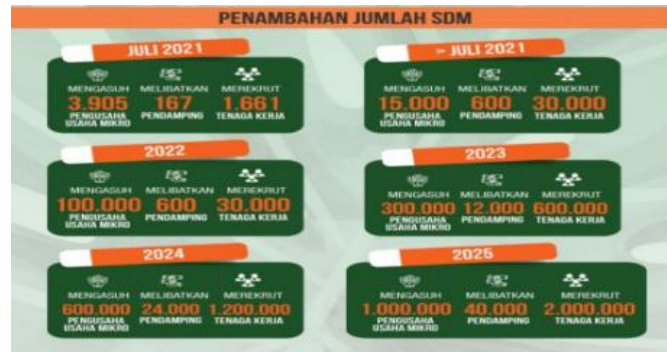 PENAMBAHAN JUMLAH SDM
JULI 2021
MENGASUH MELIBATKAN MEREKRUT
3.905 167 1.661
PENGUSAHA PENDAMPING TENAGA KERJA
USAHA MIKRO
> JULI 2021
MENGASUH MELIBATKAN MEREKRUT
15.000 600 30.000
PENGUSAHA PENDAMPING TENAGA KERJA
USAHA MIKRO
2022
MENGASUH MELIBATKAN MEREKRUT
100.000 600 30.000
PENGUSAHA PENDAMPING TENAGA KERJA
USAHA MIKRO
2023
MENGASUH MELIBATKAN MEREKRUT
300.000 12.000 600.000
PENGUSAHA PENDAMPING TENAGA KERJA
USAHA MIKRO
2024
MENGASUH MELIBATKAN MEREKRUT
600.000 24.000 1.200.000
PENGUSAHA PENDAMPING TENAGA KERJA
USAHA MIKRO
2025
MENGASUH MELIBATKAN MEREKRUT
1.000.000 40.000 2.000.000
PENGUSAHA PENDAMPING TENAGA KERJA
USAHA MIKRO